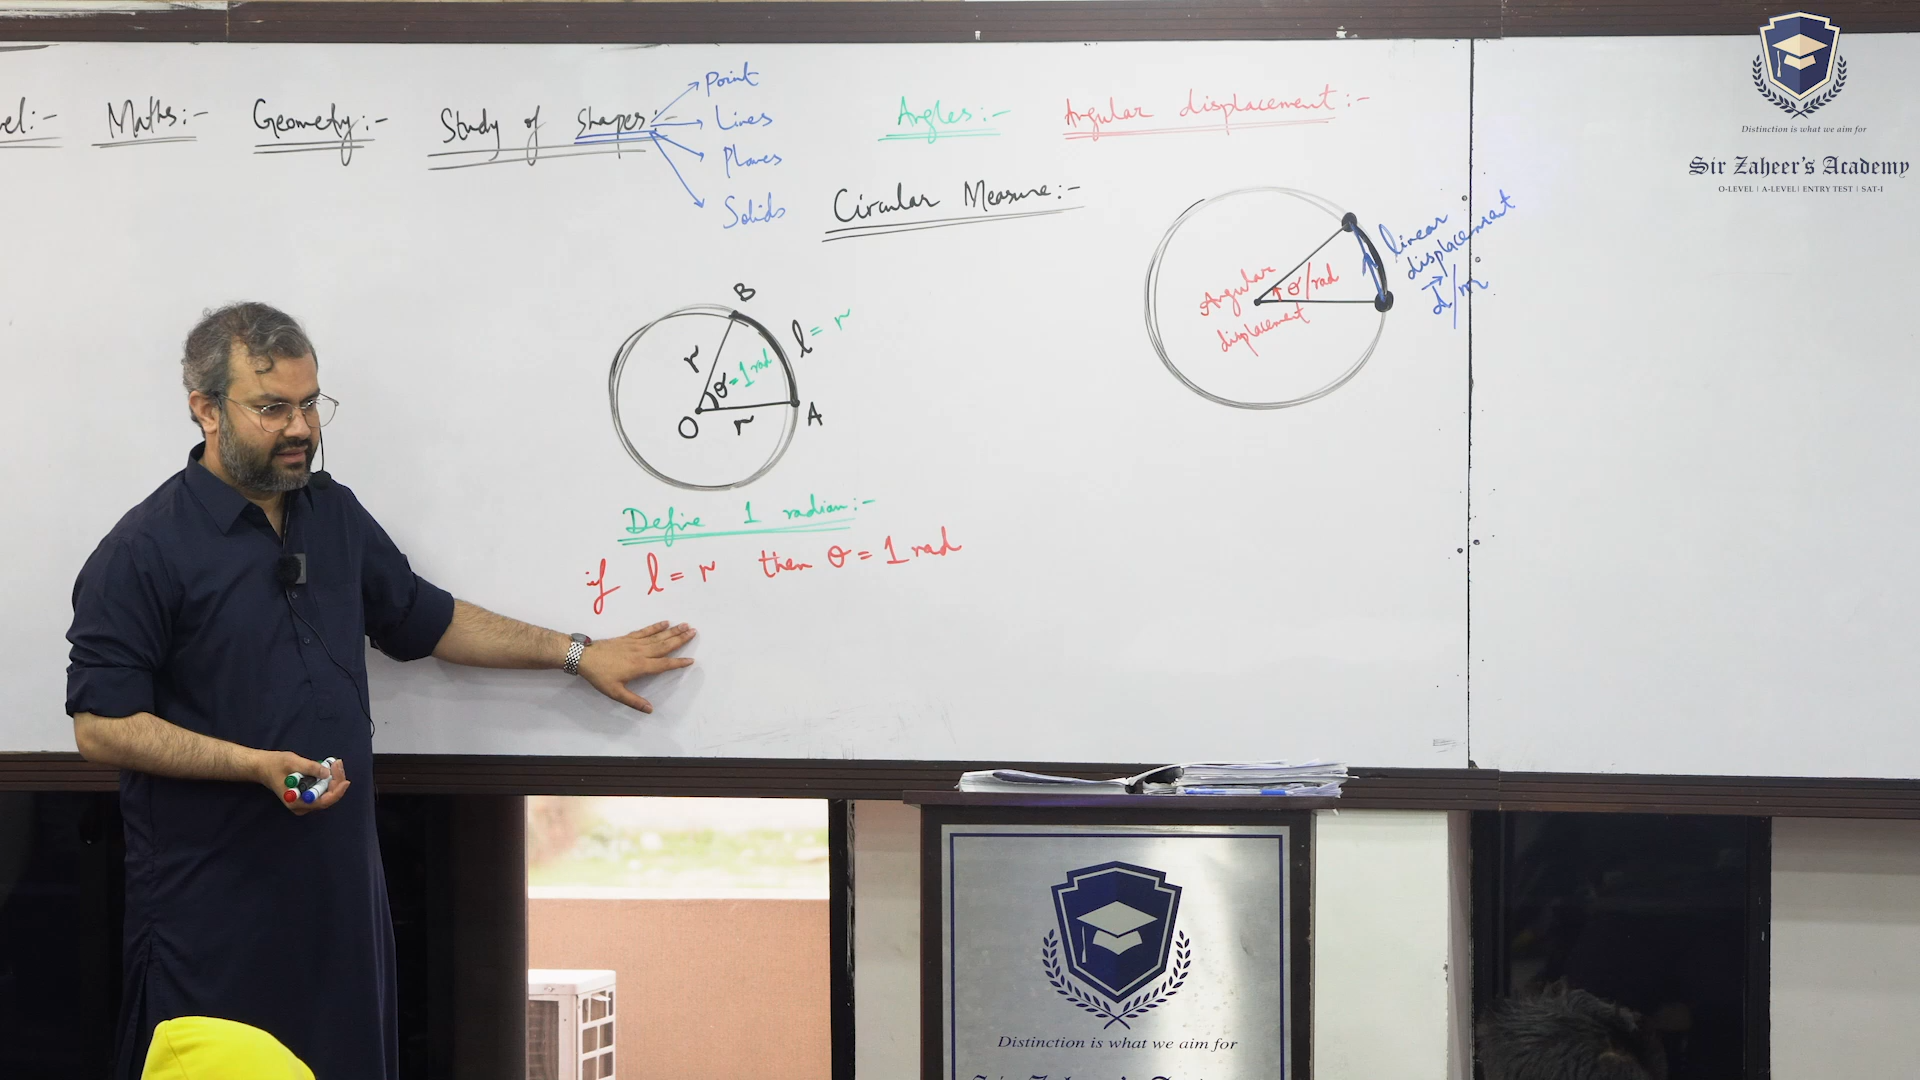 vel:- Maths:- Geometry:- Study of shapes:-
Point
Lines
Planes
Solids
Angles:- Angular displacement:-
Circular Measure:-
B
l = r
r
θ = 1 rad
O
r
A
Define 1 radian:-
if l = r then θ = 1 rad
Angular
displacement
θ/rad
linear
displacement
d/m
Distinction is what we aim for
Sir Zaheer's Academy
O-LEVEL | A-LEVEL | ENTRY TEST | SAT-I
Distinction is what we aim for